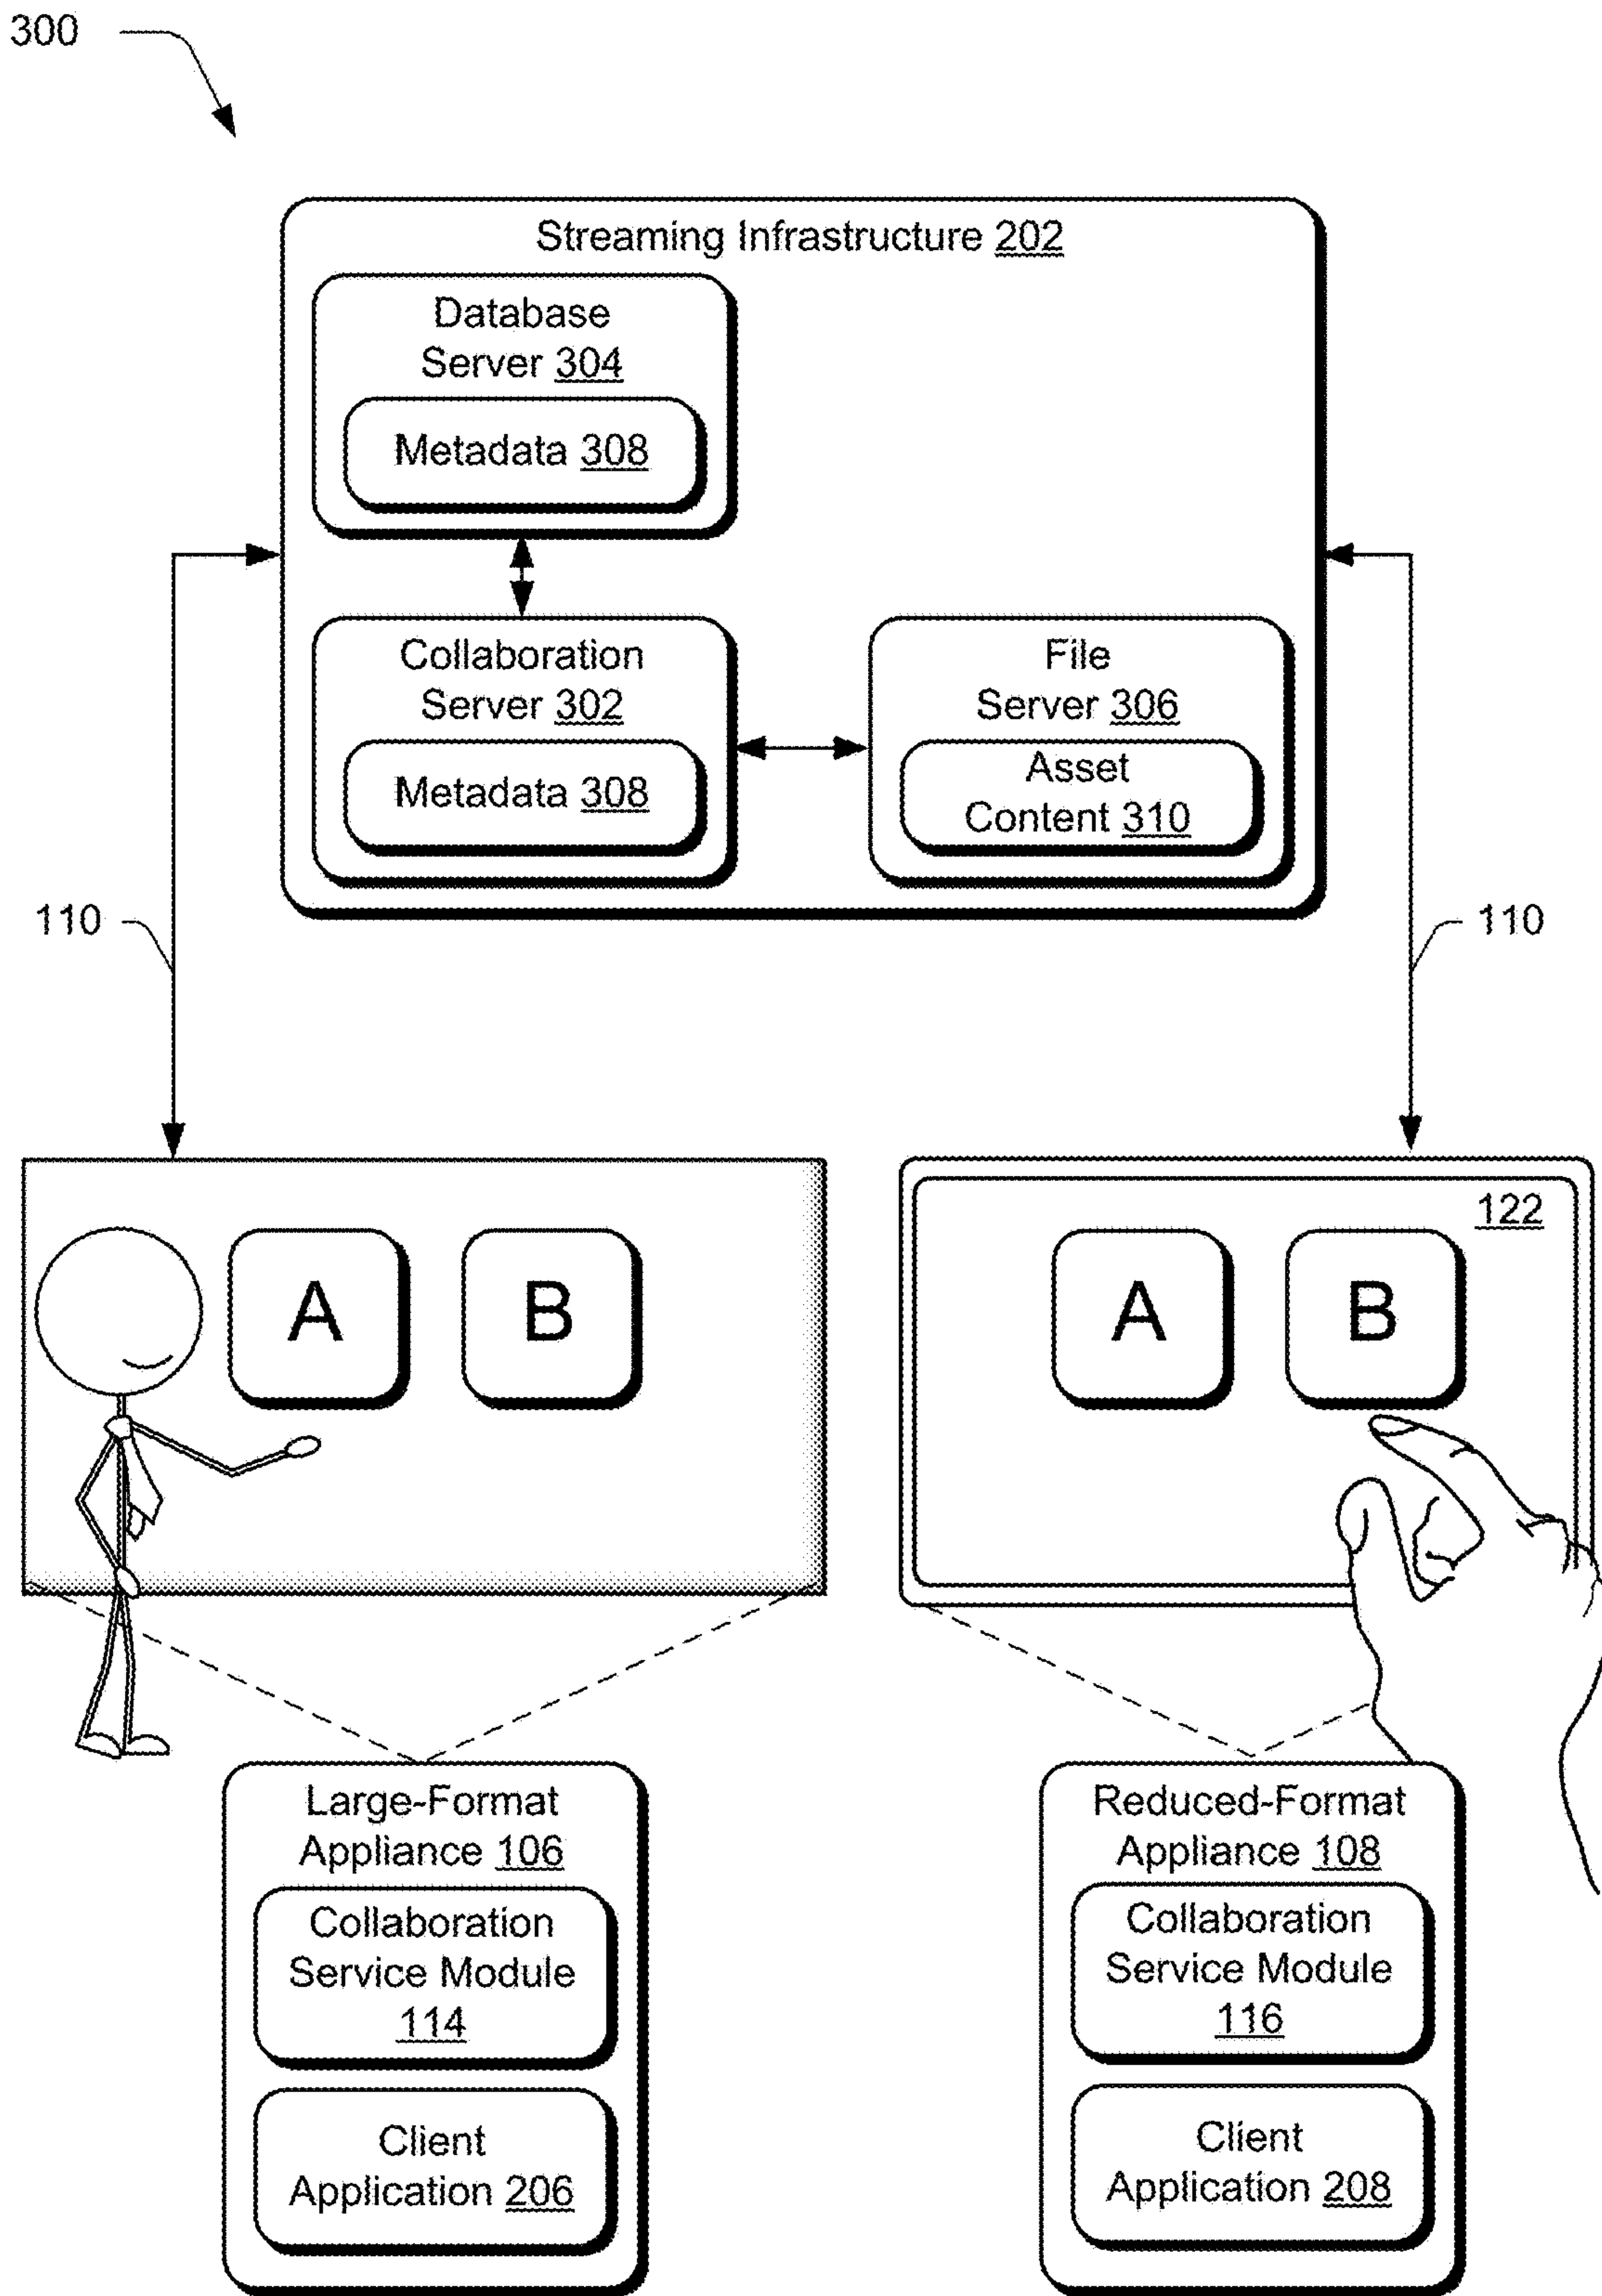 300
Streaming Infrastructure 202
Database
Server 304
Metadata 308
Collaboration
Server 302
Metadata 308
File
Server 306
Asset
Content 310
110
110
A
B
122
A
B
Large-Format
Appliance 106
Collaboration
Service Module
114
Client
Application 206
Reduced-Format
Appliance 108
Collaboration
Service Module
116
Client
Application 208